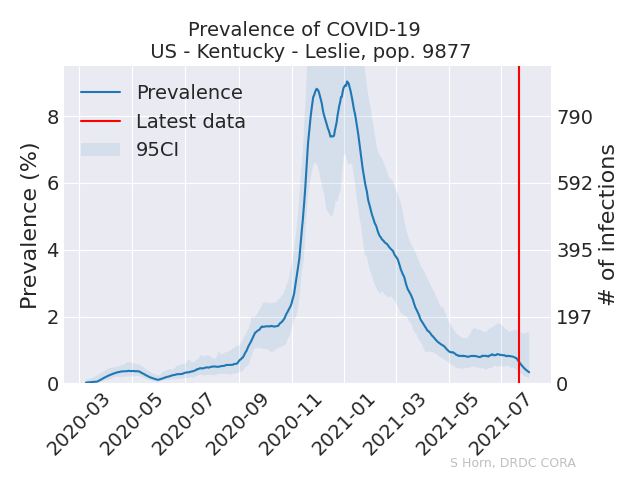 Prevalence of COVID-19
US - Kentucky - Leslie, pop. 9877
Prevalence
Latest data
95CI
Prevalence (%)
8
6
4
2
0
# of infections
790
592
395
197
0
2020-03
2020-05
2020-07
2020-09
2020-11
2021-01
2021-03
2021-05
2021-07
S Horn, DRDC CORA